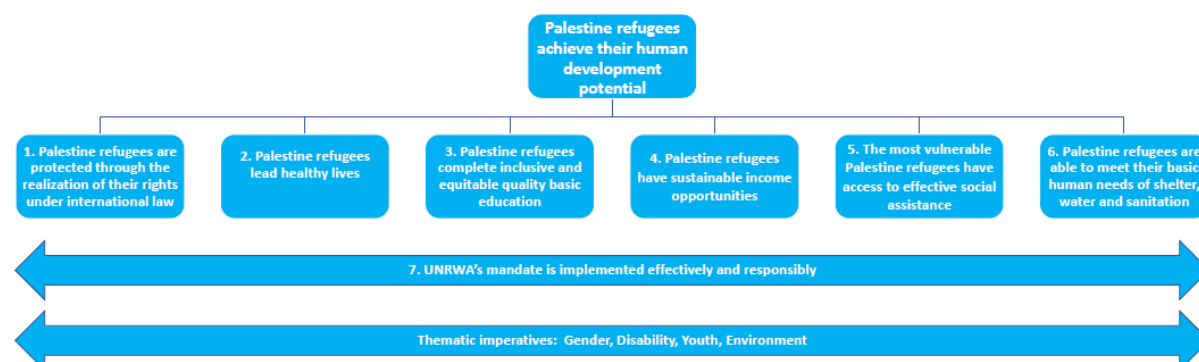 Palestine refugees
achieve their human
development
potential
1. Palestine refugees are
protected through the
realization of their rights
under international law
2. Palestine refugees
lead healthy lives
3. Palestine refugees
complete inclusive and
equitable quality basic
education
4. Palestine refugees
have sustainable income
opportunities
5. The most vulnerable
Palestine refugees have
access to effective social
assistance
6. Palestine refugees are
able to meet their basic
human needs of shelter,
water and sanitation
7. UNRWA's mandate is implemented effectively and responsibly
Thematic imperatives: Gender, Disability, Youth, Environment